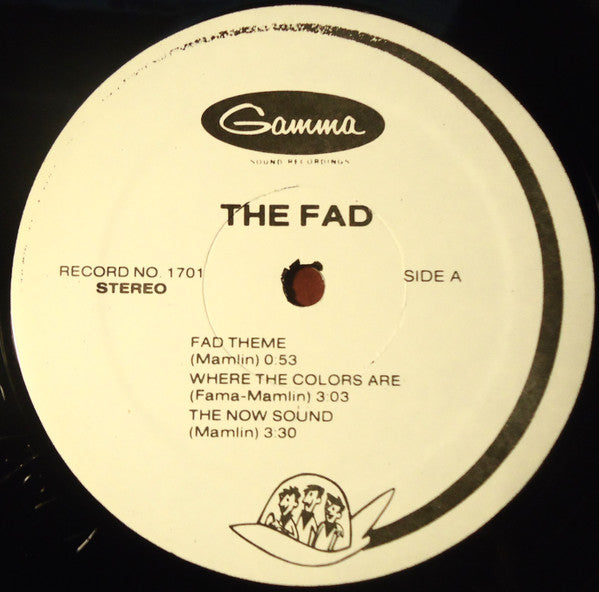 Gamma
SOUND RECORDINGS
THE FAD
RECORD NO. 1701
STEREO
SIDE A
FAD THEME
(Mamlin) 0:53
WHERE THE COLORS ARE
(Fama-Mamlin) 3:03
THE NOW SOUND
(Mamlin) 3:30